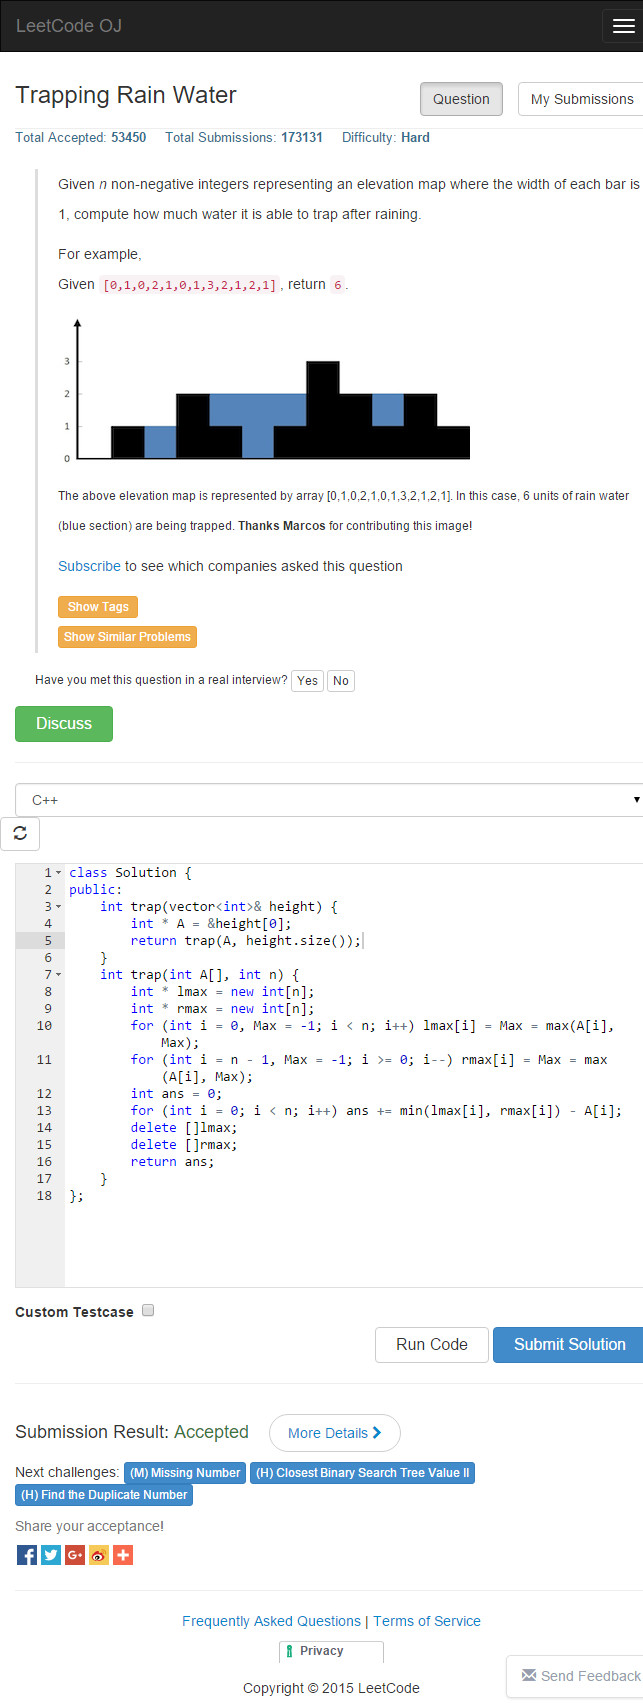 LeetCode OJ
Trapping Rain Water
Question
My Submissions
Total Accepted: 53450 Total Submissions: 173131 Difficulty: Hard
Given n non-negative integers representing an elevation map where the width of each bar is
1, compute how much water it is able to trap after raining.
For example,
Given [0,1,0,2,1,0,1,3,2,1,2,1], return 6.
3
2
1
0
The above elevation map is represented by array [0,1,0,2,1,0,1,3,2,1,2,1]. In this case, 6 units of rain water
(blue section) are being trapped. Thanks Marcos for contributing this image!
Subscribe to see which companies asked this question
Show Tags
Show Similar Problems
Have you met this question in a real interview? Yes No
Discuss
C++
1 class Solution {
2 public:
3     int trap(vector<int>& height) {
4         int * A = &height[0];
5         return trap(A, height.size());
6     }
7     int trap(int A[], int n) {
8         int * lmax = new int[n];
9         int * rmax = new int[n];
10         for (int i = 0, Max = -1; i < n; i++) lmax[i] = Max = max(A[i],
Max);
11         for (int i = n - 1, Max = -1; i >= 0; i--) rmax[i] = Max = max
(A[i], Max);
12         int ans = 0;
13         for (int i = 0; i < n; i++) ans += min(lmax[i], rmax[i]) - A[i];
14         delete []lmax;
15         delete []rmax;
16         return ans;
17     }
18 };
Custom Testcase
Run Code
Submit Solution
Submission Result: Accepted More Details
Next challenges: (M) Missing Number (H) Closest Binary Search Tree Value II
(H) Find the Duplicate Number
Share your acceptance!
Frequently Asked Questions | Terms of Service
Privacy
Copyright © 2015 LeetCode
Send Feedback